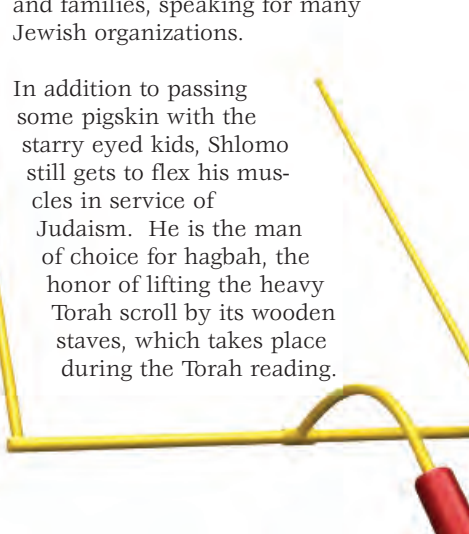 and families, speaking for many
Jewish organizations.
In addition to passing
some pigskin with the
starry eyed kids, Shlomo
still gets to flex his mus-
cles in service of
Judaism.  He is the man
of choice for hagbah, the
honor of lifting the heavy
Torah scroll by its wooden
staves, which takes place
during the Torah reading.